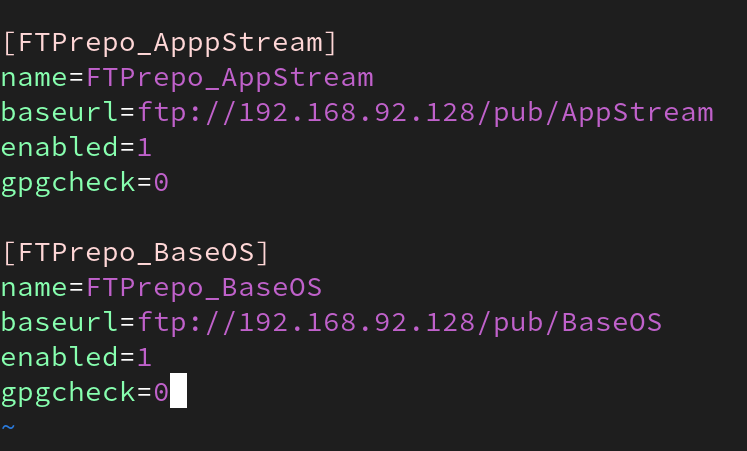 [FTPrepo_ApppStream]
name=FTPrepo_AppStream
baseurl=ftp://192.168.92.128/pub/AppStream
enabled=1
gpgcheck=0
[FTPrepo_BaseOS]
name=FTPrepo_BaseOS
baseurl=ftp://192.168.92.128/pub/BaseOS
enabled=1
gpgcheck=0
~